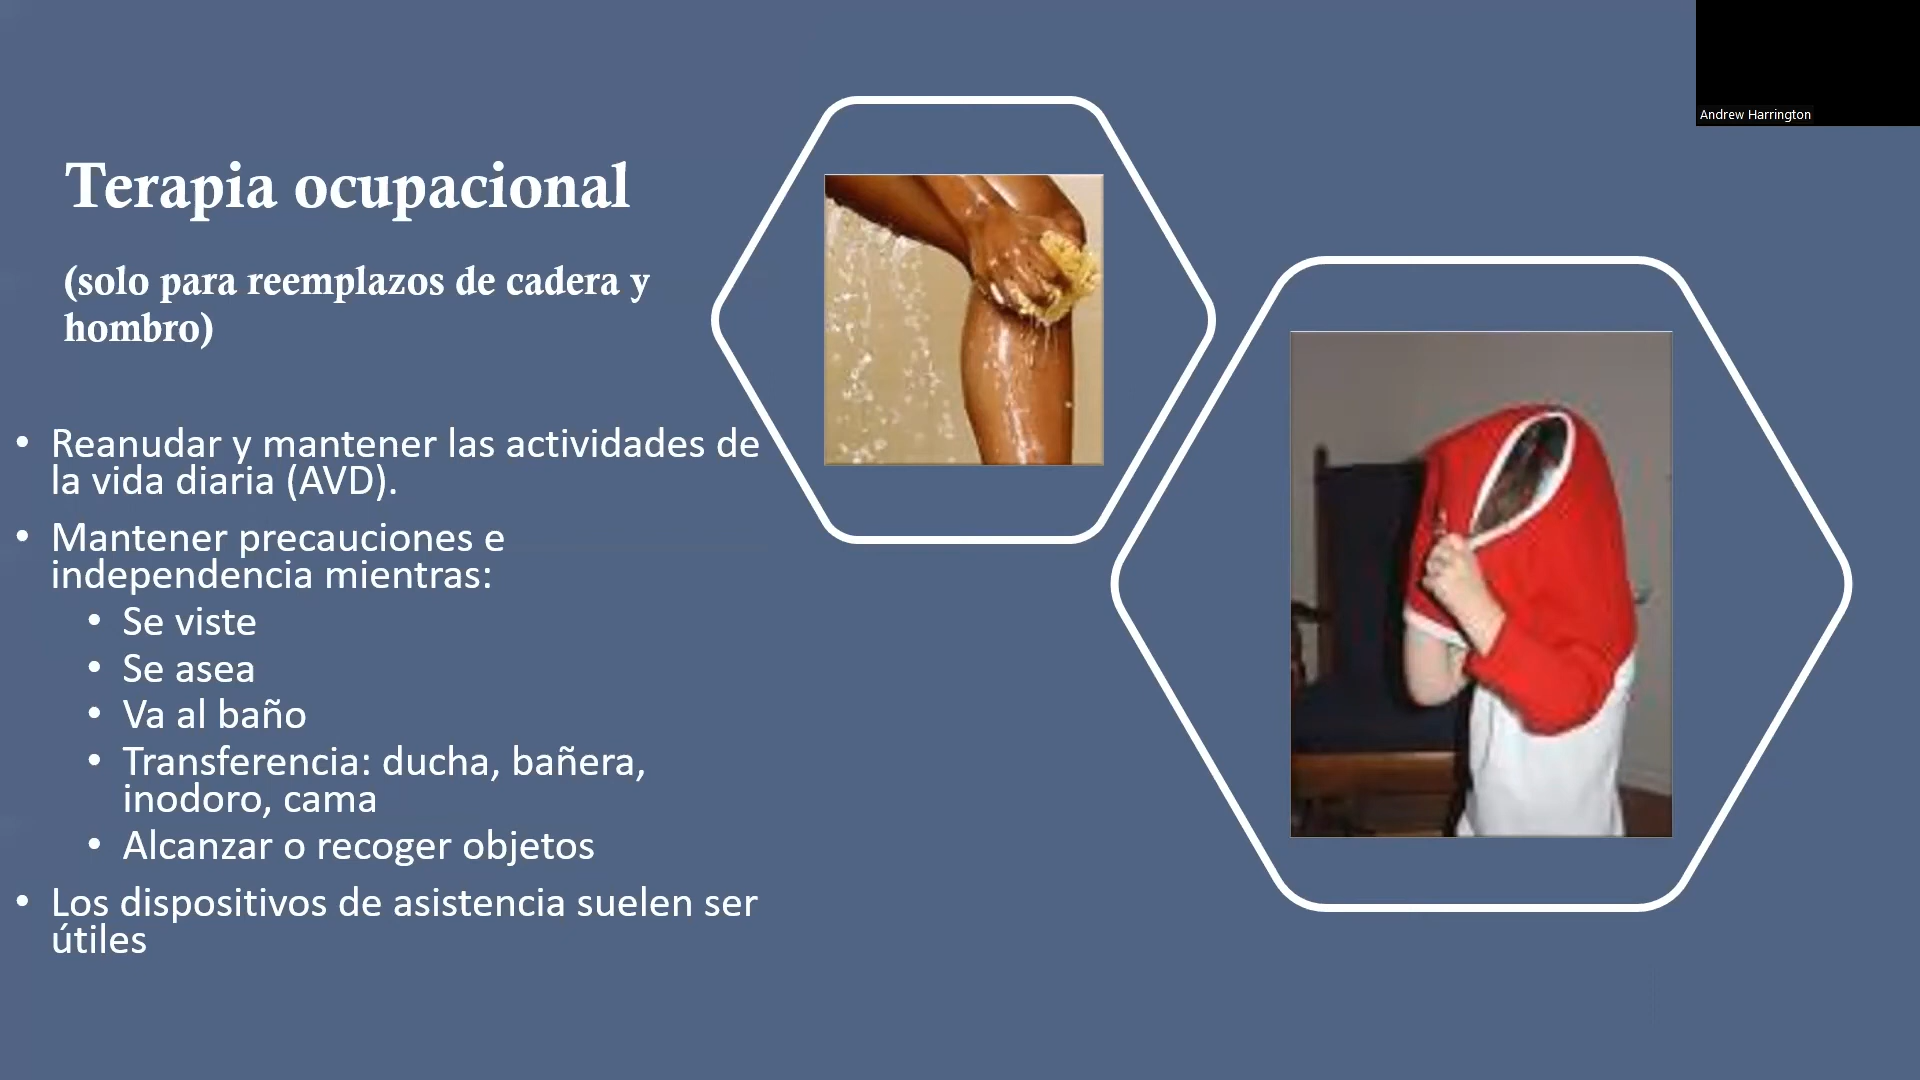 Andrew Harrington
Terapia ocupacional
(solo para reemplazos de cadera y
hombro)
• Reanudar y mantener las actividades de
la vida diaria (AVD).
• Mantener precauciones e
independencia mientras:
• Se viste
• Se asea
• Va al baño
• Transferencia: ducha, bañera,
inodoro, cama
• Alcanzar o recoger objetos
• Los dispositivos de asistencia suelen ser
útiles